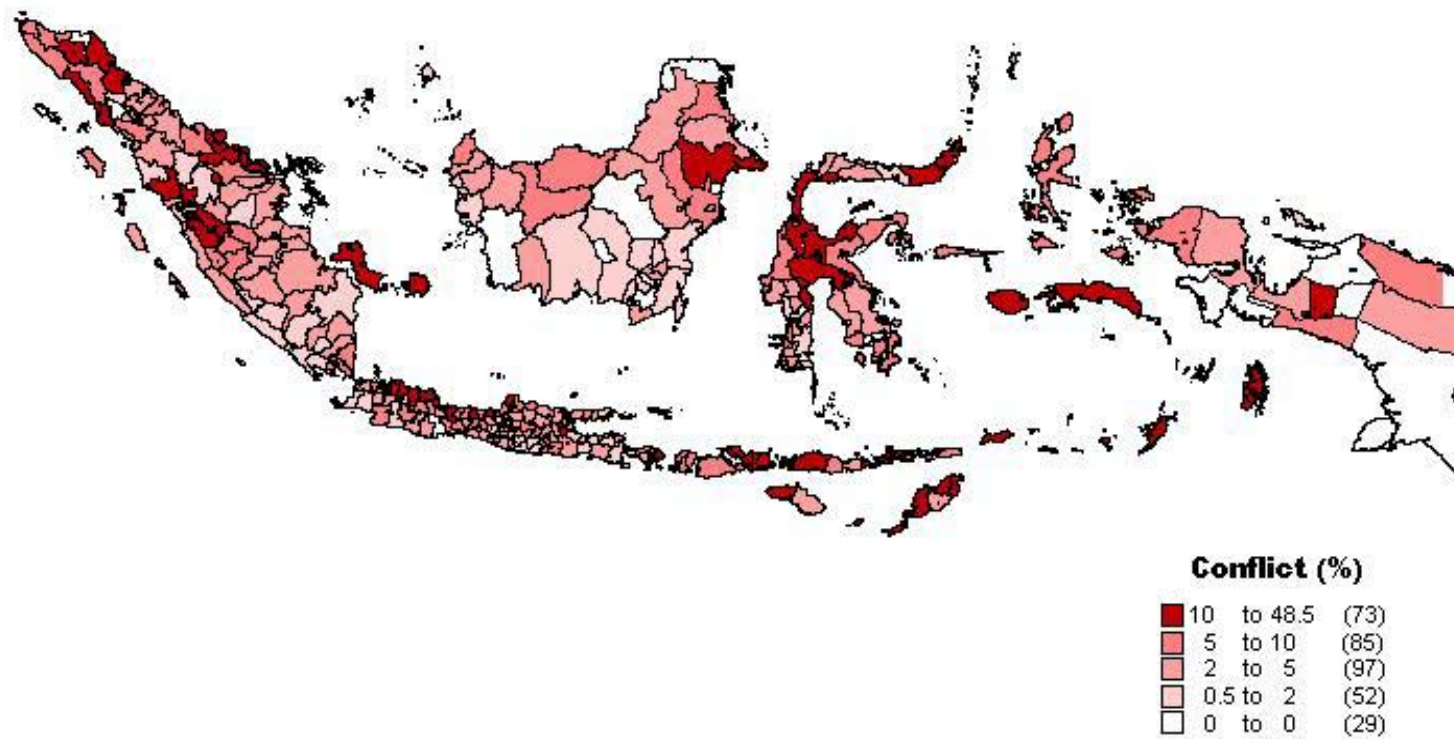 Conflict (%)
10 to 48.5 (73)
5 to 10 (85)
2 to 5 (97)
0.5 to 2 (52)
0 to 0 (29)